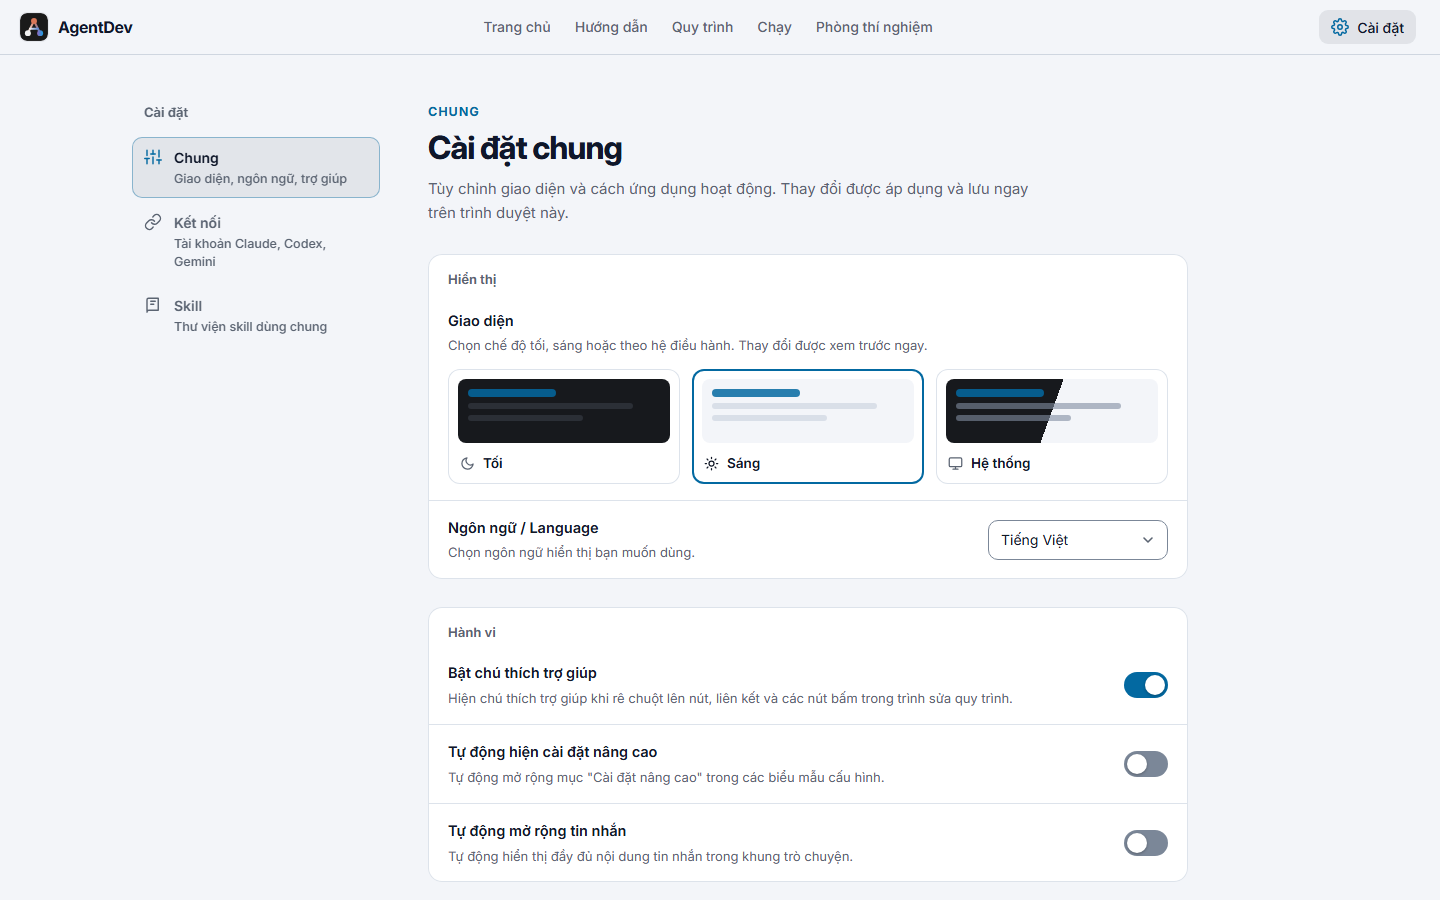 AgentDev
Trang chủ
Hướng dẫn
Quy trình
Chạy
Phòng thí nghiệm
Cài đặt
Cài đặt
Chung
Giao diện, ngôn ngữ, trợ giúp
Kết nối
Tài khoản Claude, Codex,
Gemini
Skill
Thư viện skill dùng chung
CHUNG
Cài đặt chung
Tùy chỉnh giao diện và cách ứng dụng hoạt động. Thay đổi được áp dụng và lưu ngay
trên trình duyệt này.
Hiển thị
Giao diện
Chọn chế độ tối, sáng hoặc theo hệ điều hành. Thay đổi được xem trước ngay.
Tối
Sáng
Hệ thống
Ngôn ngữ / Language
Chọn ngôn ngữ hiển thị bạn muốn dùng.
Tiếng Việt
Hành vi
Bật chú thích trợ giúp
Hiện chú thích trợ giúp khi rê chuột lên nút, liên kết và các nút bấm trong trình sửa quy trình.
Tự động hiện cài đặt nâng cao
Tự động mở rộng mục "Cài đặt nâng cao" trong các biểu mẫu cấu hình.
Tự động mở rộng tin nhắn
Tự động hiển thị đầy đủ nội dung tin nhắn trong khung trò chuyện.